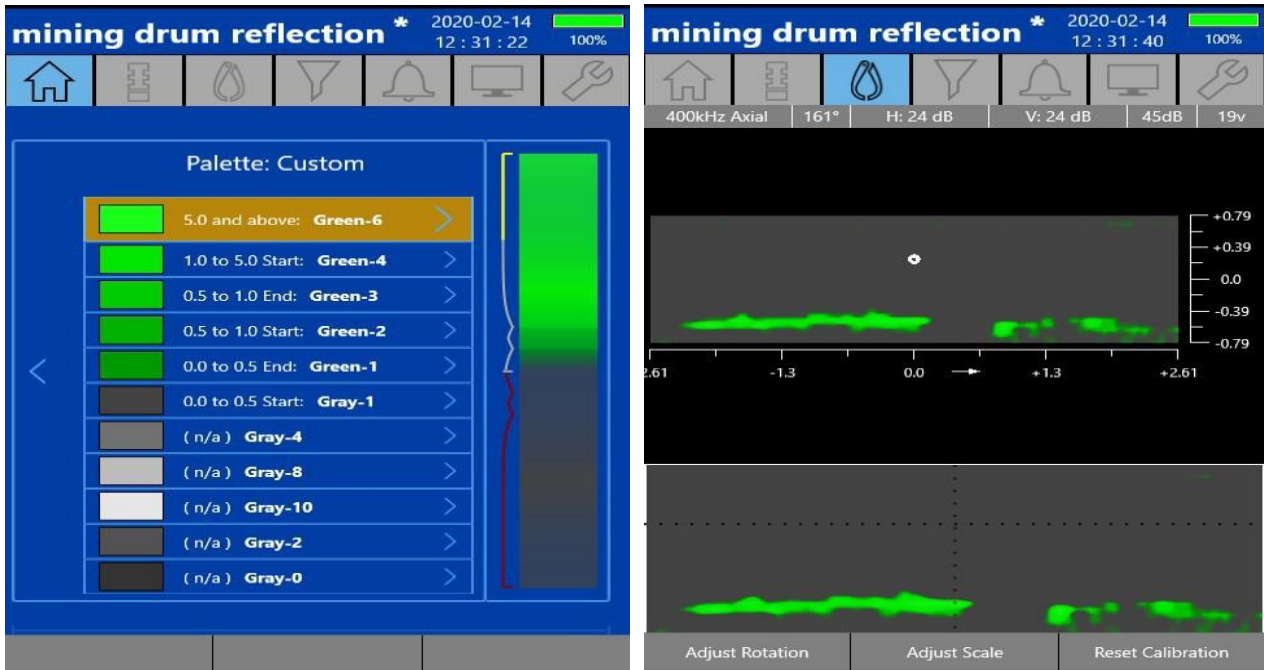 mining drum reflection *
2020-02-14
12 : 31 : 22
100%
Palette: Custom
5.0 and above: Green-6
1.0 to 5.0 Start: Green-4
0.5 to 1.0 End: Green-3
0.5 to 1.0 Start: Green-2
0.0 to 0.5 End: Green-1
0.0 to 0.5 Start: Gray-1
( n/a ) Gray-4
( n/a ) Gray-8
( n/a ) Gray-10
( n/a ) Gray-2
( n/a ) Gray-0
mining drum reflection *
2020-02-14
12 : 31 : 40
100%
400kHz Axial 161° H: 24 dB V: 24 dB 45dB 19v
+0.79
+0.39
0.0
-0.39
-0.79
2.61 -1.3 0.0 +1.3 +2.61
Adjust Rotation Adjust Scale Reset Calibration